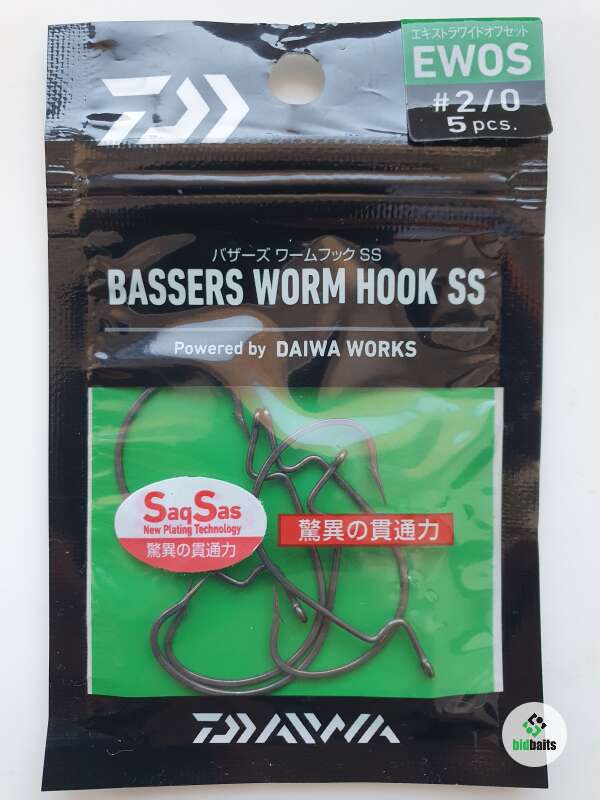 エキストラワイドオフセット
EWOS
#2/0
5 pcs.
バザーズ ワームフック SS
BASSERS WORM HOOK SS
Powered by DAIWA WORKS
SaqSas
New Plating Technology
驚異の貫通力
驚異の貫通力
DAIWA
bidbaits